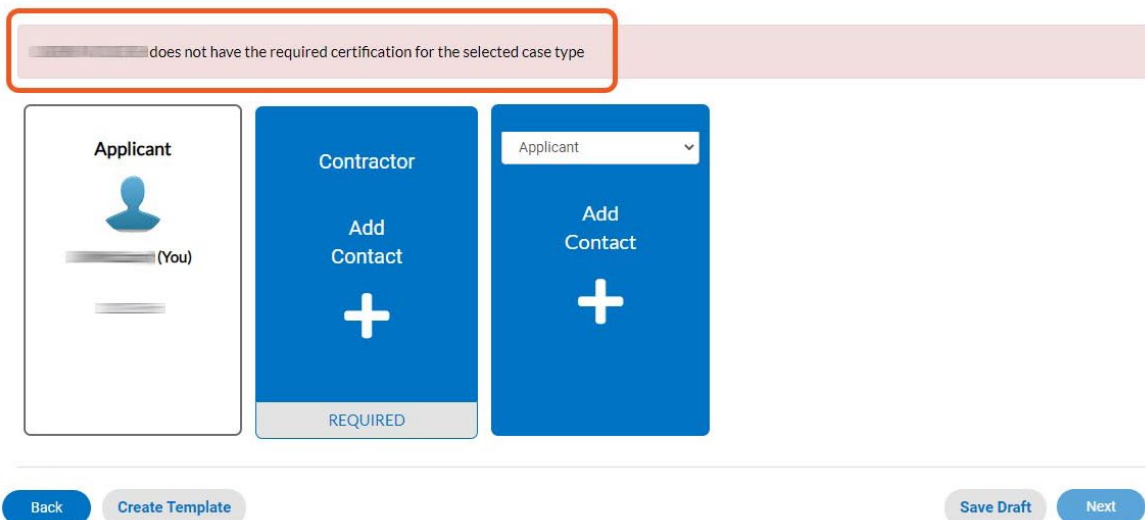 does not have the required certification for the selected case type
Applicant
(You)
Contractor
Add
Contact
REQUIRED
Applicant
Add
Contact
Back
Create Template
Save Draft
Next